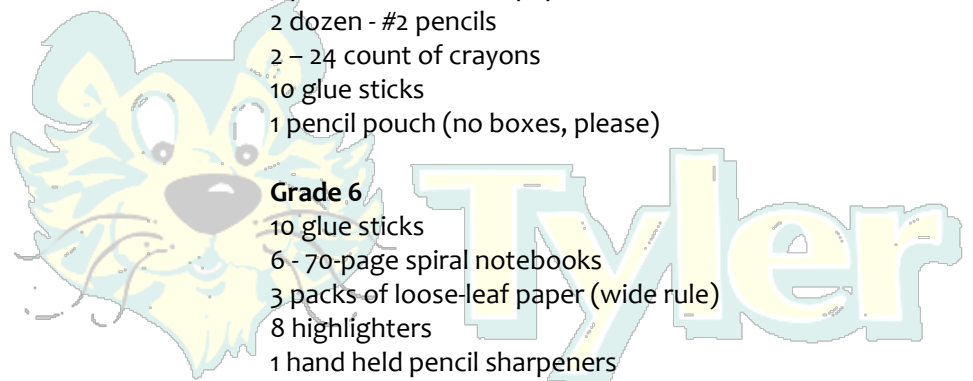 2 dozen - #2 pencils
2 – 24 count of crayons
10 glue sticks
1 pencil pouch (no boxes, please)
Grade 6
10 glue sticks
6 - 70-page spiral notebooks
3 packs of loose-leaf paper (wide rule)
8 highlighters
1 hand held pencil sharpeners
Tyler